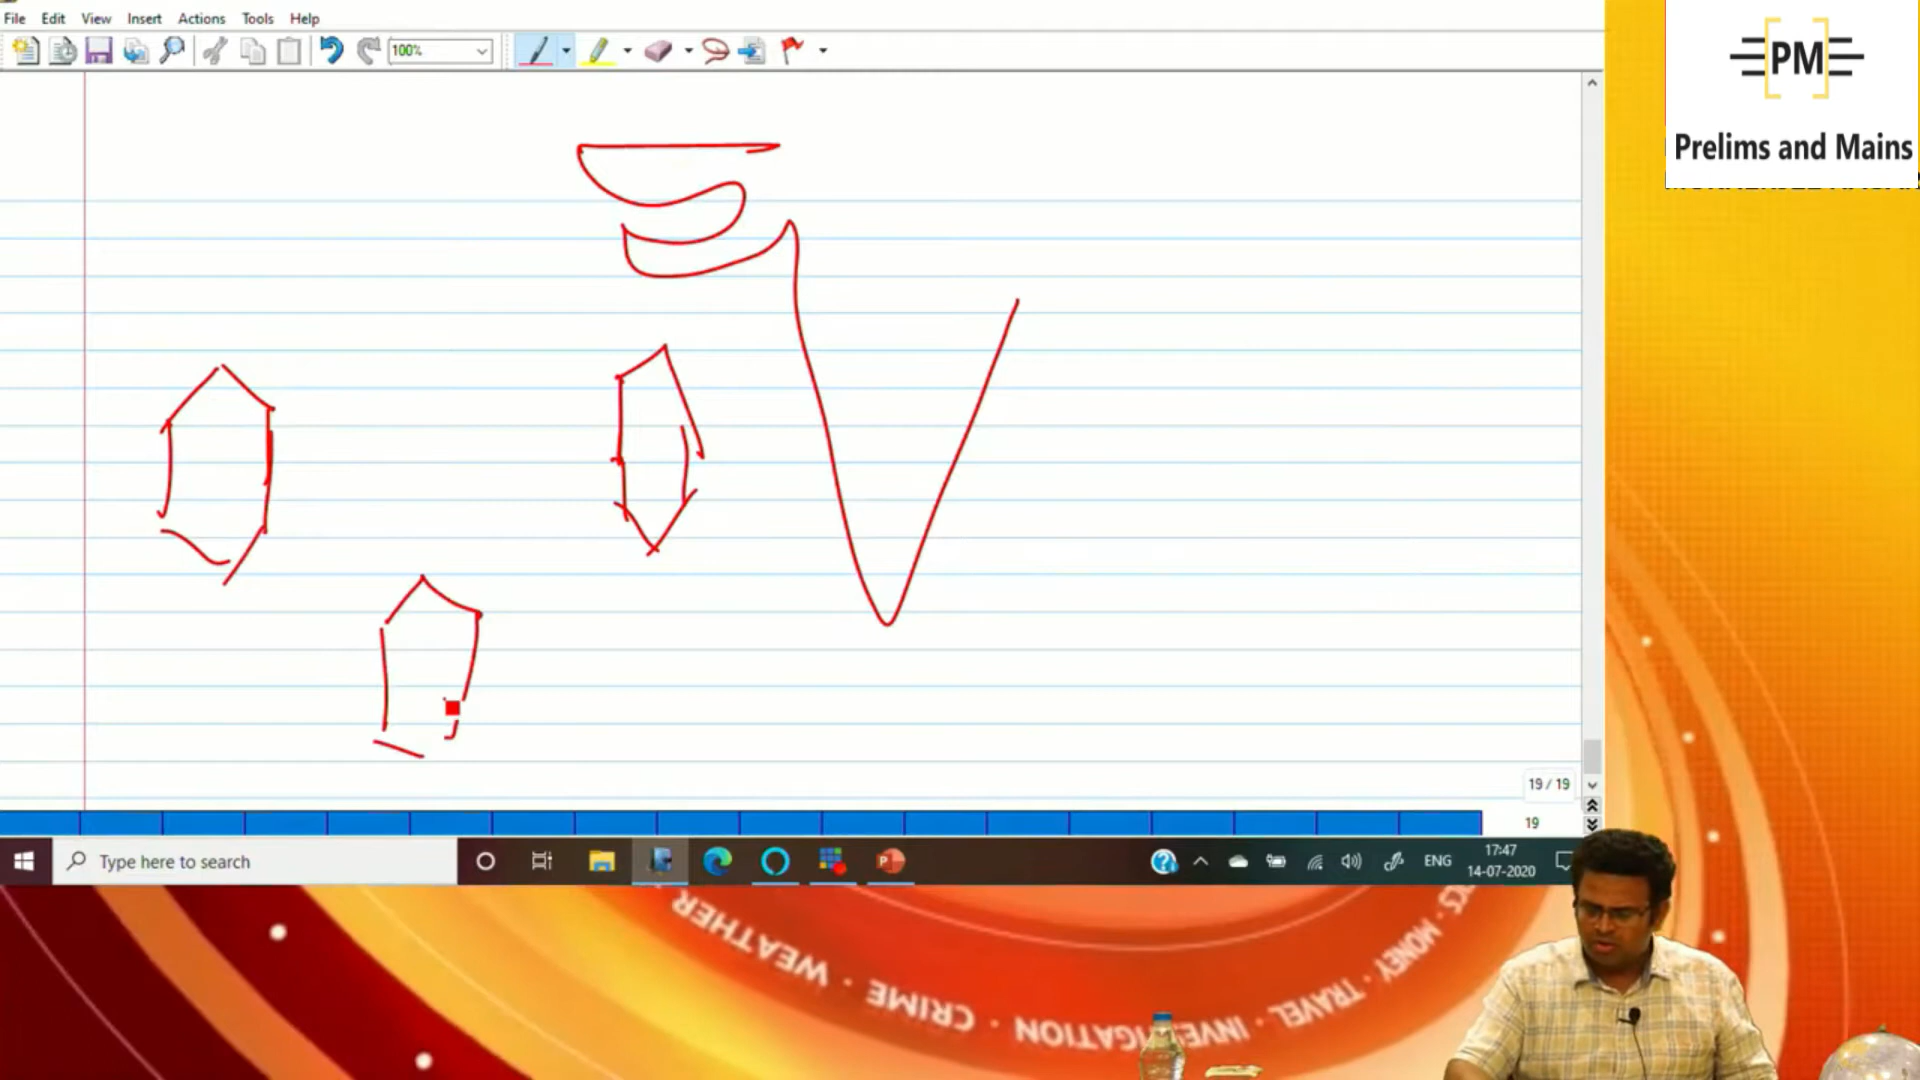 File Edit View Insert Actions Tools Help
100%
PM
Prelims and Mains
19 / 19
19
Type here to search
ENG
17:47
14-07-2020
WEATHER · CRIME · INVESTIGATION · TRAVEL · MONEY ·